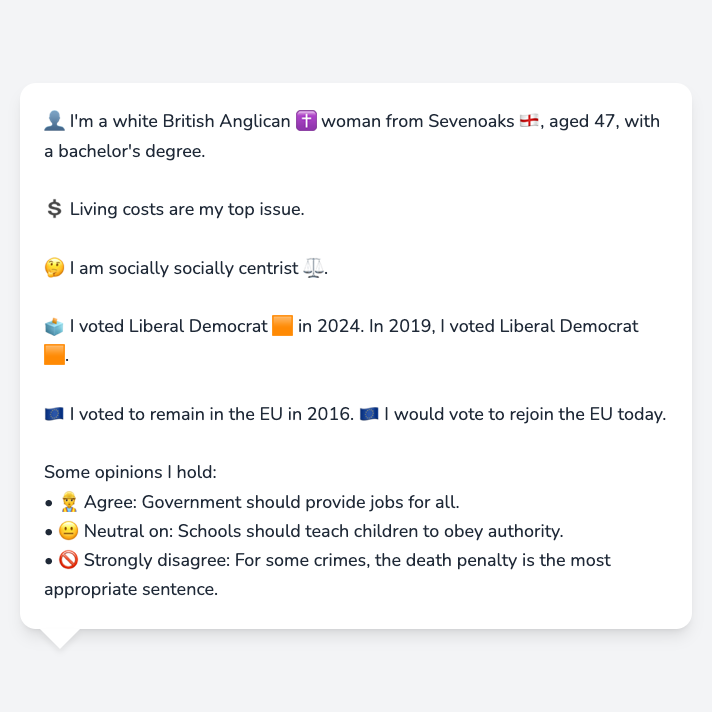 👤 I'm a white British Anglican ✝️ woman from Sevenoaks 🏴󠁧󠁢󠁥󠁮󠁧󠁿, aged 47, with
a bachelor's degree.
💲 Living costs are my top issue.
🤔 I am socially socially centrist ⚖️.
🗳️ I voted Liberal Democrat 🟧 in 2024. In 2019, I voted Liberal Democrat
🟧.
🇪🇺 I voted to remain in the EU in 2016. 🇪🇺 I would vote to rejoin the EU today.
Some opinions I hold:
• 👷 Agree: Government should provide jobs for all.
• 😐 Neutral on: Schools should teach children to obey authority.
• 🚫 Strongly disagree: For some crimes, the death penalty is the most
appropriate sentence.